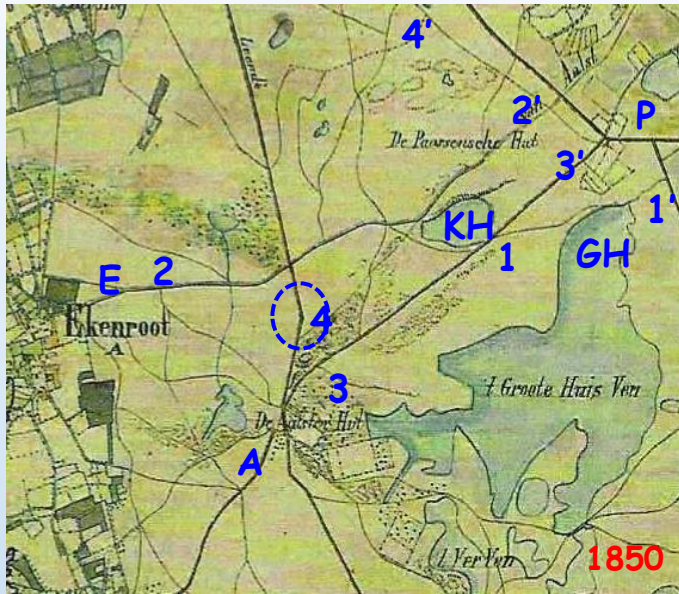 4'
Aalst
2'
P
De Paarsensche Hut
3'
KH
1
GH
1'
E
2
4
Ekenroot
A
3
't Groote Huis Ven
De Aalster Hut
A
't Ver Ven
1850